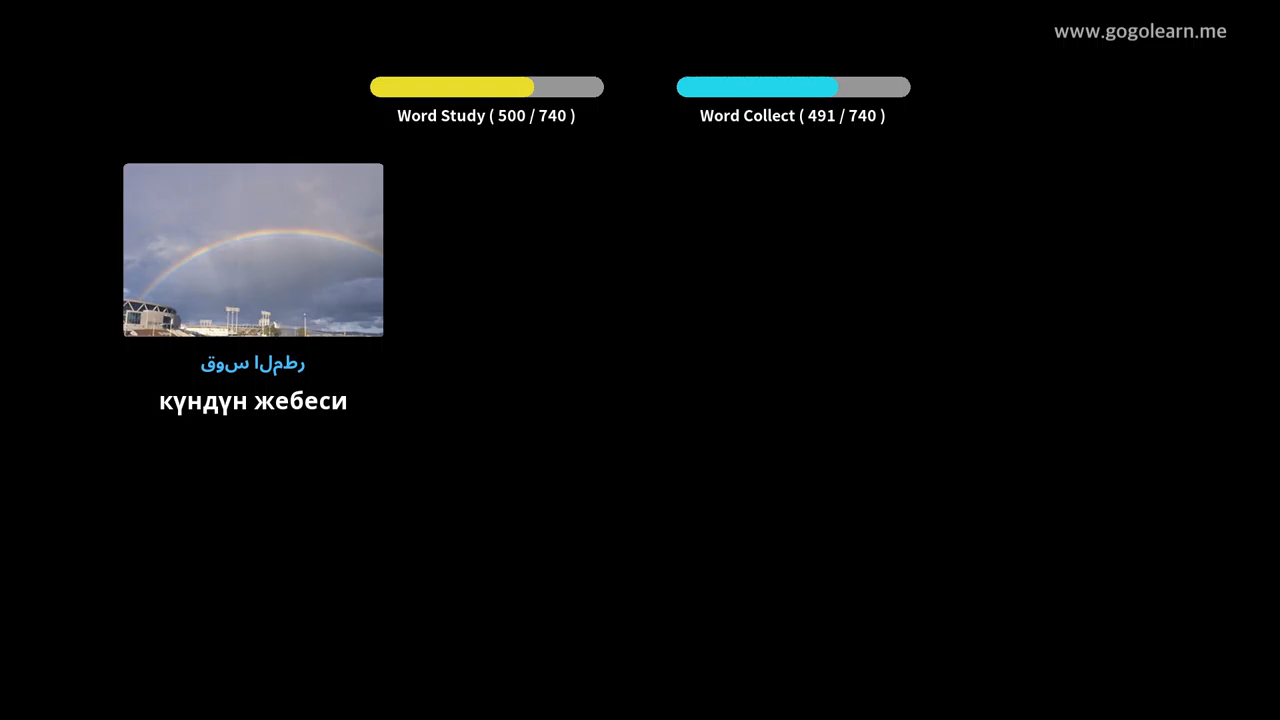 www.gogolearn.me
Word Study ( 500 / 740 )
Word Collect ( 491 / 740 )
قوس المطر
күндүн жебеси